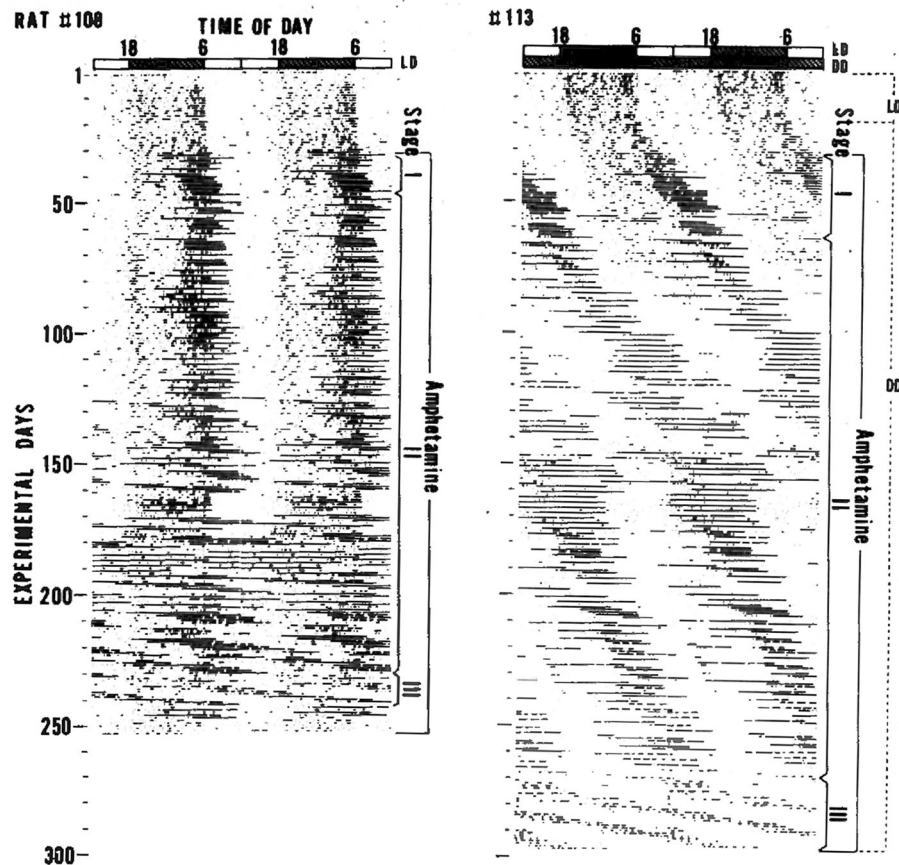 RAT #108
TIME OF DAY
18 6 18 6
LD
1
50
100
150
200
250
300
EXPERIMENTAL DAYS
Stage
I
II
III
Amphetamine
#113
18 6 18 6
LD
DD
Stage
I
II
III
Amphetamine
LD
DD